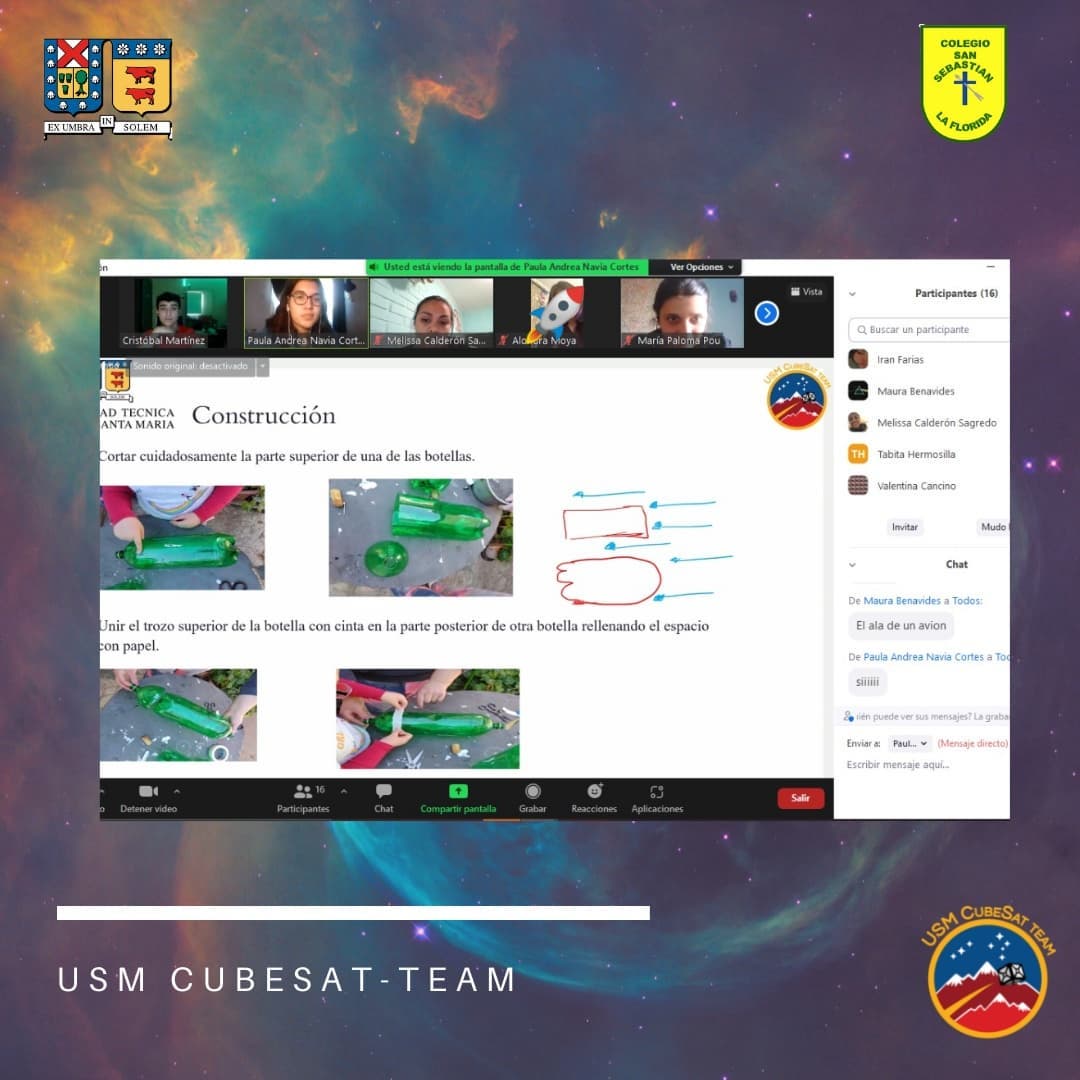 EX UMBRA IN SOLEM
COLEGIO
SAN
SEBASTIAN
LA FLORIDA
ón
Usted está viendo la pantalla de Paula Andrea Navia Cortes
Ver Opciones
Vista
Cristóbal Martínez
Paula Andrea Navia Cort...
Melissa Calderón Sa...
Alondra Moya
María Paloma Pou
Participantes (16)
Buscar un participante
Iran Farias
Maura Benavides
Melissa Calderón Sagredo
TH Tabita Hermosilla
Valentina Cancino
Invitar
Mudo
Sonido original: desactivado
SOLEM
AD TECNICA
ANTA MARIA
Construcción
USM CUBESAT TEAM
Cortar cuidadosamente la parte superior de una de las botellas.
Unir el trozo superior de la botella con cinta en la parte posterior de otra botella rellenando el espacio
con papel.
Chat
De Maura Benavides a Todos:
El ala de un avion
De Paula Andrea Navia Cortes a Too
siiiiii
iién puede ver sus mensajes? La graba
Enviar a: Paul... (Mensaje directo)
Escribir mensaje aquí...
o
Detener video
16
Participantes
Chat
Compartir pantalla
Grabar
Reacciones
Aplicaciones
Salir
USM CUBESAT-TEAM
USM CUBESAT TEAM